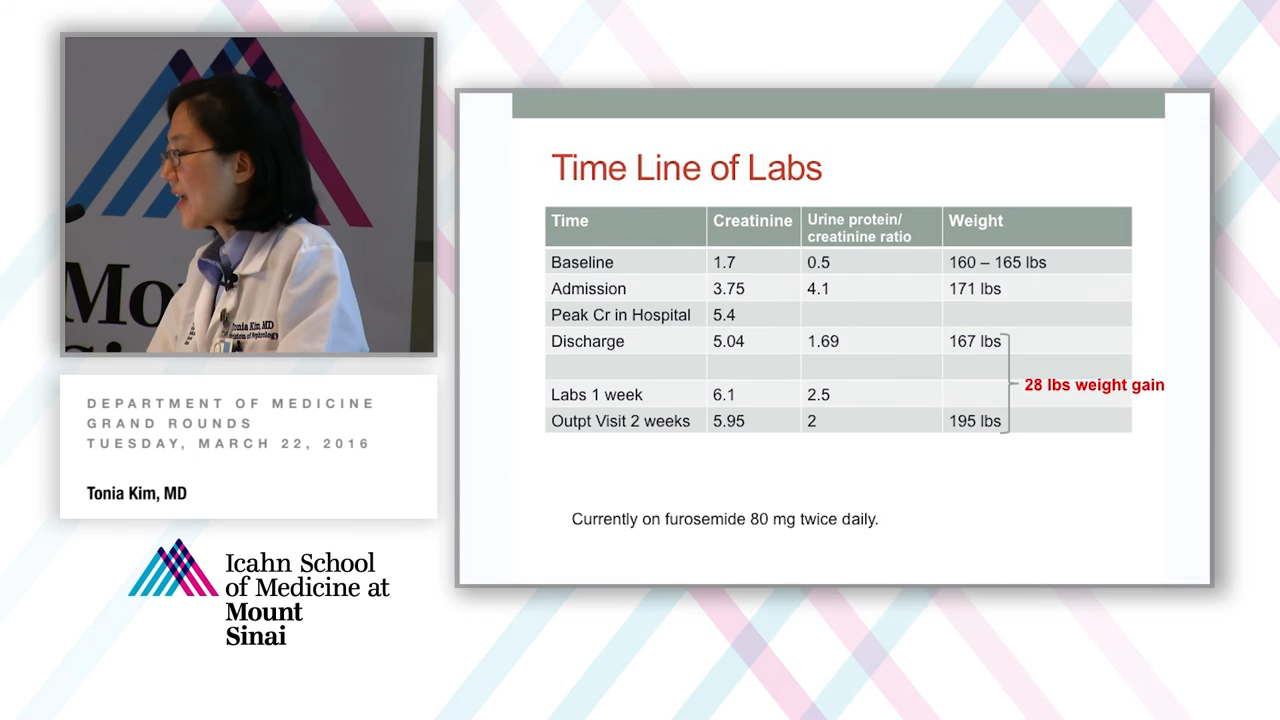 Mou
Tonia Kim, MD
DEPARTMENT OF MEDICINE
GRAND ROUNDS
TUESDAY, MARCH 22, 2016
Tonia Kim, MD
Icahn School
of Medicine at
Mount
Sinai
Time Line of Labs
Time Creatinine Urine protein/
creatinine ratio Weight
Baseline 1.7 0.5 160 – 165 lbs
Admission 3.75 4.1 171 lbs
Peak Cr in Hospital 5.4
Discharge 5.04 1.69 167 lbs
28 lbs weight gain
Labs 1 week 6.1 2.5
Outpt Visit 2 weeks 5.95 2 195 lbs
Currently on furosemide 80 mg twice daily.